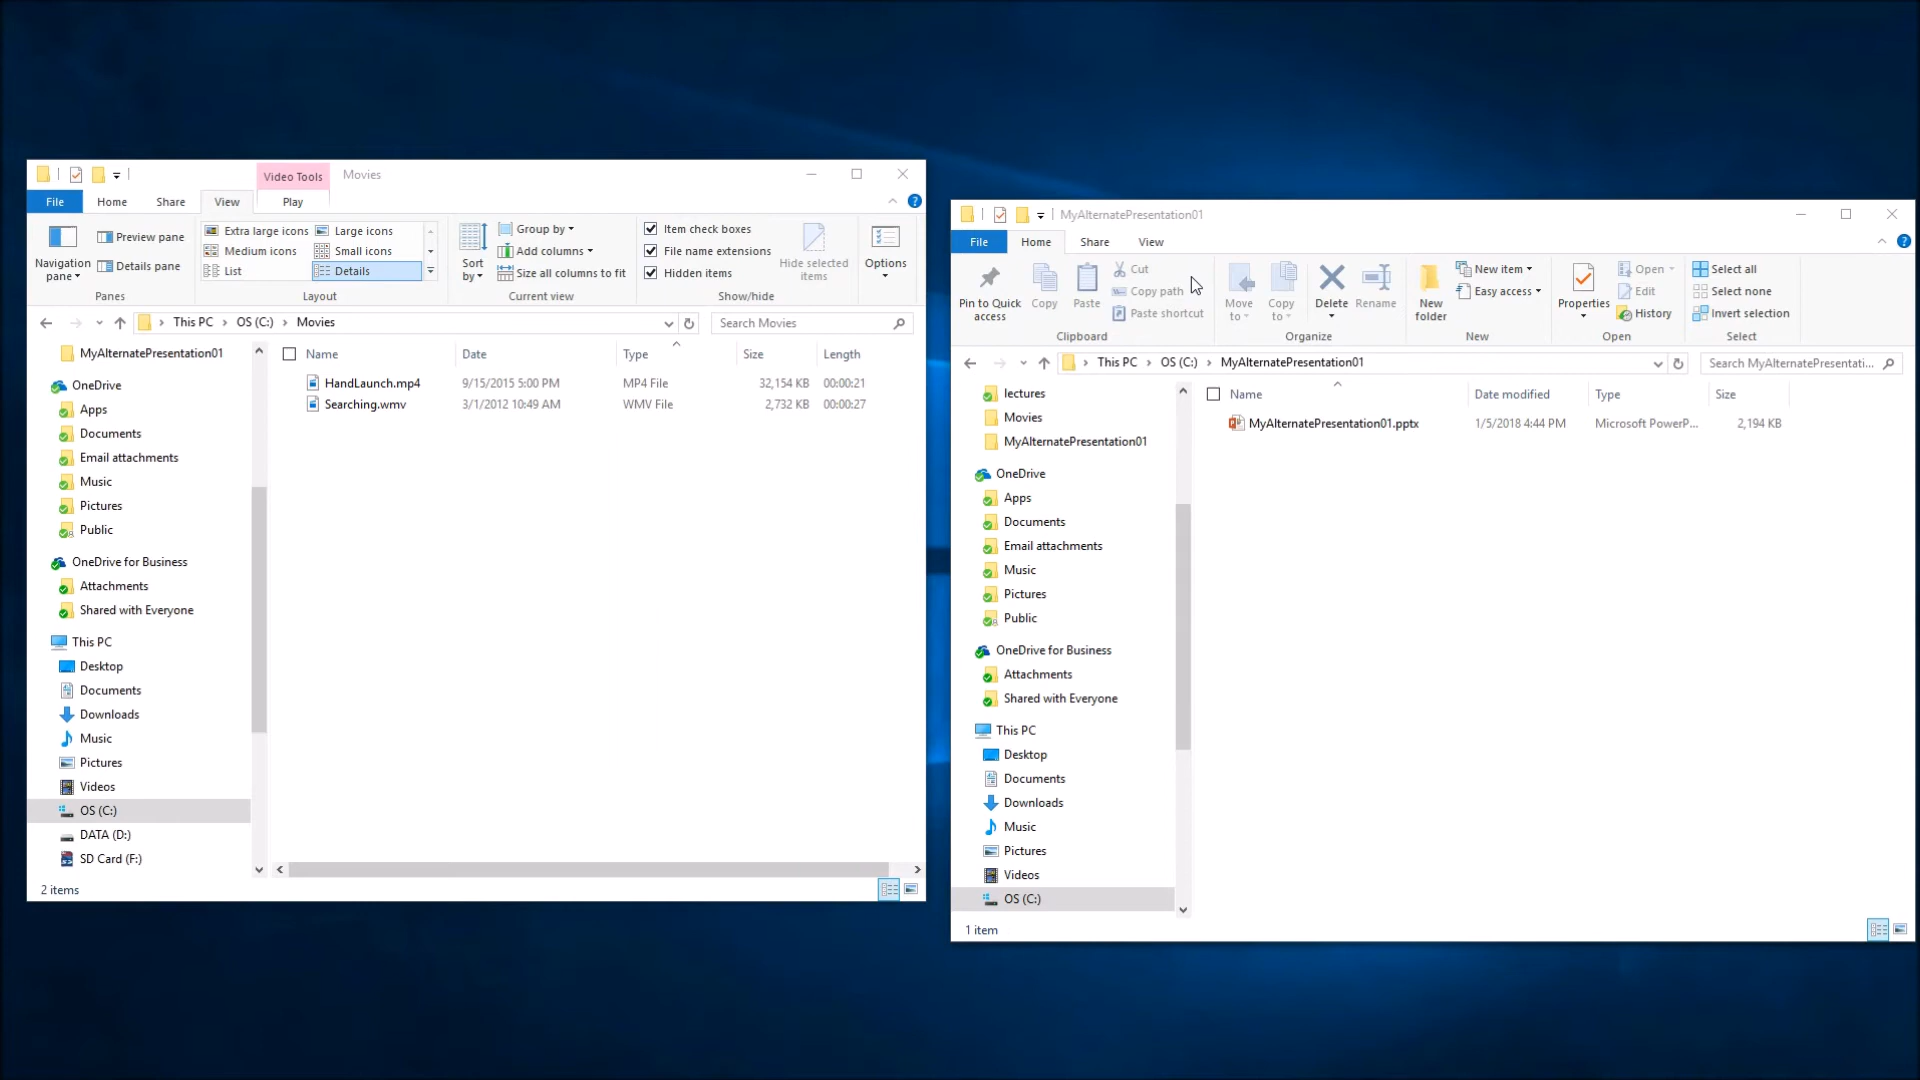 Video Tools
Movies
File
Home
Share
View
Play
Navigation pane
Preview pane
Details pane
Panes
Extra large icons
Large icons
Medium icons
Small icons
List
Details
Layout
Sort by
Group by
Add columns
Size all columns to fit
Current view
Item check boxes
File name extensions
Hidden items
Hide selected items
Show/hide
Options
This PC
OS (C:)
Movies
Search Movies
MyAlternatePresentation01
OneDrive
Apps
Documents
Email attachments
Music
Pictures
Public
OneDrive for Business
Attachments
Shared with Everyone
This PC
Desktop
Documents
Downloads
Music
Pictures
Videos
OS (C:)
DATA (D:)
SD Card (F:)
Name Date Type Size Length
HandLaunch.mp4 9/15/2015 5:00 PM MP4 File 32,154 KB 00:00:21
Searching.wmv 3/1/2012 10:49 AM WMV File 2,732 KB 00:00:27
2 items
MyAlternatePresentation01
File
Home
Share
View
Pin to Quick access
Copy
Paste
Cut
Copy path
Paste shortcut
Clipboard
Move to
Copy to
Delete
Rename
Organize
New folder
New item
Easy access
New
Properties
Open
Edit
History
Open
Select all
Select none
Invert selection
Select
This PC
OS (C:)
MyAlternatePresentation01
Search MyAlternatePresentati...
lectures
Movies
MyAlternatePresentation01
OneDrive
Apps
Documents
Email attachments
Music
Pictures
Public
OneDrive for Business
Attachments
Shared with Everyone
This PC
Desktop
Documents
Downloads
Music
Pictures
Videos
OS (C:)
Name Date modified Type Size
MyAlternatePresentation01.pptx 1/5/2018 4:44 PM Microsoft PowerP... 2,194 KB
1 item